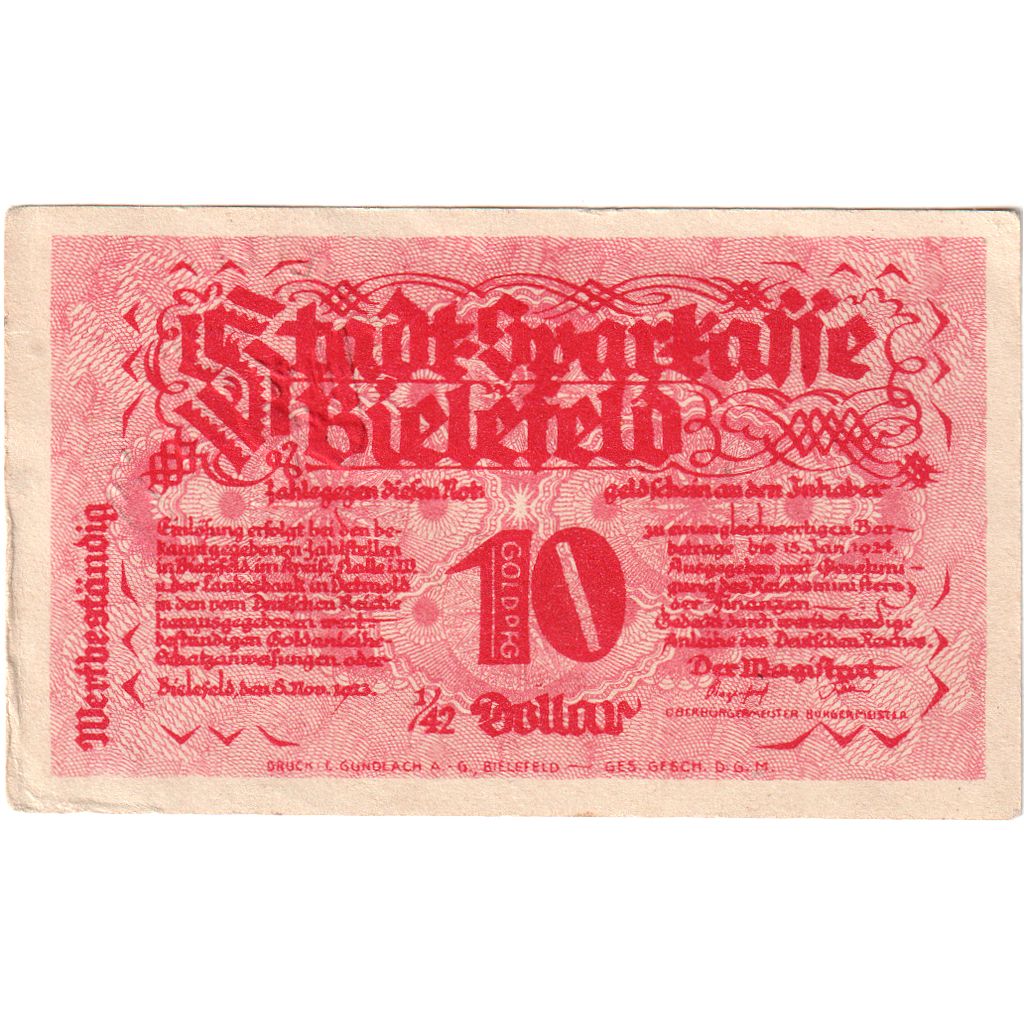 Stadt-Sparkasse
Bielefeld
zahle gegen diesen Not-
geldschein an den Inhaber
Wertbeständig
Einlösung erfolgt bei den be-
kannt gegebenen Zahlstellen
in Bielefeld, im Kreise Halle i.W
u. der Landesbank in Detmold
in den vom Deutschen Reiche
herausgegebenen wert-
beständigen Goldanleihe-
Schatzanweisungen oder
Bielefeld, den 8. Nov. 1923.
10
GOLDPFG
1/42 Dollar
zu einem gleichwertigen Bar-
betrage bis 15. Jan. 1924.
Ausgegeben mit Genehmi-
gung des Reichsministers
der Finanzen
Gedeckt durch wertbeständige
Anleihe des Deutschen Reiches.
Der Magistrat
OBERBÜRGERMEISTER BÜRGERMEISTER
DRUCK: E. GUNDLACH A.-G., BIELEFELD — GES. GESCH. D.G.M.